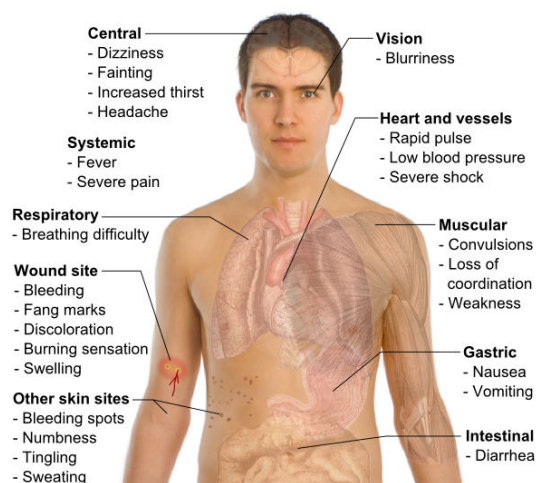 Central
- Dizziness
- Fainting
- Increased thirst
- Headache
Vision
- Blurriness
Systemic
- Fever
- Severe pain
Heart and vessels
- Rapid pulse
- Low blood pressure
- Severe shock
Respiratory
- Breathing difficulty
Muscular
- Convulsions
- Loss of
coordination
- Weakness
Wound site
- Bleeding
- Fang marks
- Discoloration
- Burning sensation
- Swelling
Gastric
- Nausea
- Vomiting
Other skin sites
- Bleeding spots
- Numbness
- Tingling
- Sweating
Intestinal
- Diarrhea